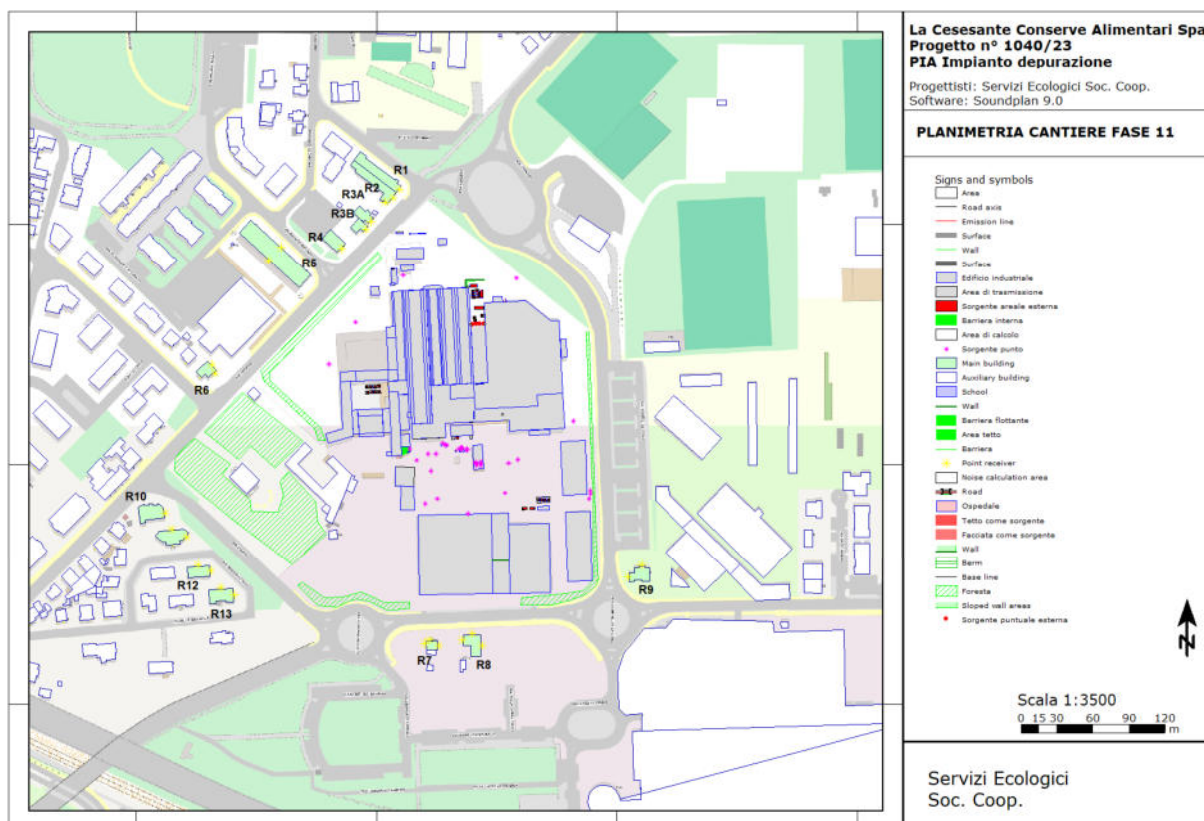 La Cesesante Conserve Alimentari Spa
Progetto n° 1040/23
PIA Impianto depurazione
Progettisti: Servizi Ecologici Soc. Coop.
Software: Soundplan 9.0
PLANIMETRIA CANTIERE FASE 11
Signs and symbols
Area
Road axis
Emission line
Surface
Wall
Surface
Edificio industriale
Area di trasmissione
Sorgente areale esterna
Barriera interna
Area di calcolo
Sorgente punto
Main building
Auxiliary building
School
Wall
Barriera flottante
Area tetto
Barriera
Point receiver
Noise calculation area
Road
Ospedale
Tetto come sorgente
Facciata come sorgente
Wall
Berm
Base line
Foresta
Sloped wall areas
Sorgente puntuale esterna
N
Scala 1:3500
0 15 30 60 90 120
m
Servizi Ecologici
Soc. Coop.
R1
R2
R3A
R3B
R4
R5
R6
R10
R12
R13
R7
R8
R9